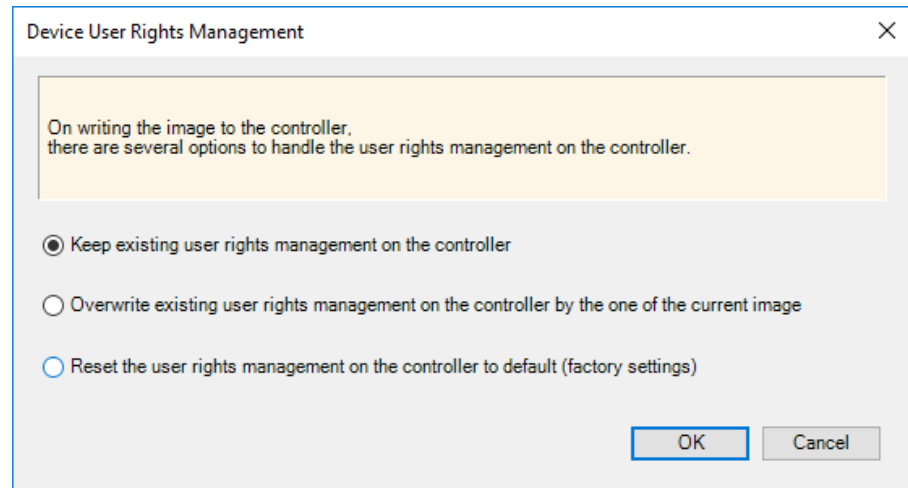 Device User Rights Management
On writing the image to the controller,
there are several options to handle the user rights management on the controller.
Keep existing user rights management on the controller
Overwrite existing user rights management on the controller by the one of the current image
Reset the user rights management on the controller to default (factory settings)
OK Cancel